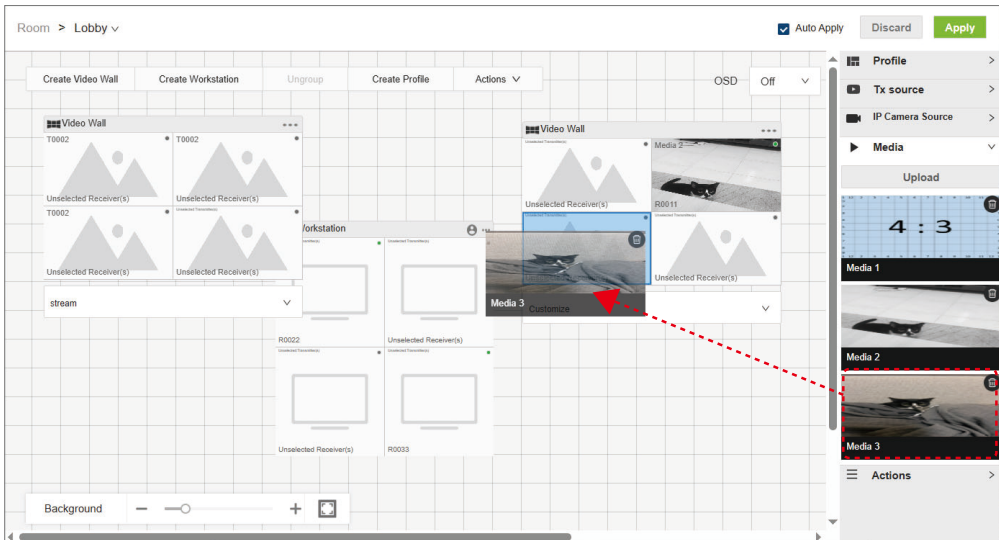 Room > Lobby
Auto Apply
Discard
Apply
Create Video Wall
Create Workstation
Ungroup
Create Profile
Actions
OSD
Off
Video Wall
T0002
T0002
Unselected Receiver(s)
Unselected Receiver(s)
T0002
Unselected Transmitter(s)
Unselected Receiver(s)
Unselected Receiver(s)
stream
Workstation
Unselected Transmitter(s)
R0022
Unselected Receiver(s)
Unselected Transmitter(s)
Unselected Transmitter(s)
Unselected Receiver(s)
R0033
Video Wall
Unselected Transmitter(s)
Media 2
Unselected Receiver(s)
R0011
Unselected Transmitter(s)
Unselected Transmitter(s)
Unselected Receiver(s)
Media 3
Customize
Profile
Tx source
IP Camera Source
Media
Upload
4 : 3
Media 1
Media 2
Media 3
Actions
Background